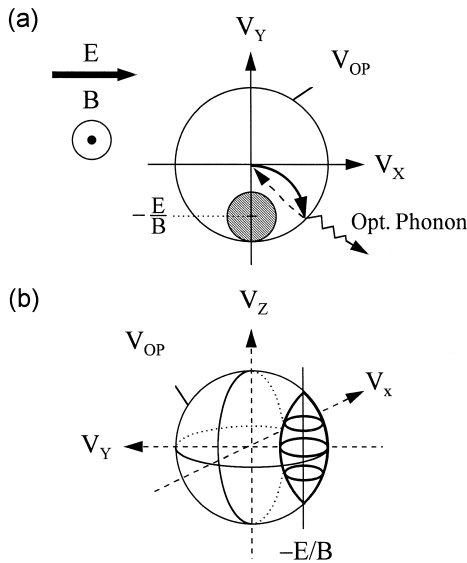 (a)
E
B
V_Y
V_OP
V_X
−E/B
Opt. Phonon
(b)
V_Z
V_OP
V_x
V_Y
−E/B